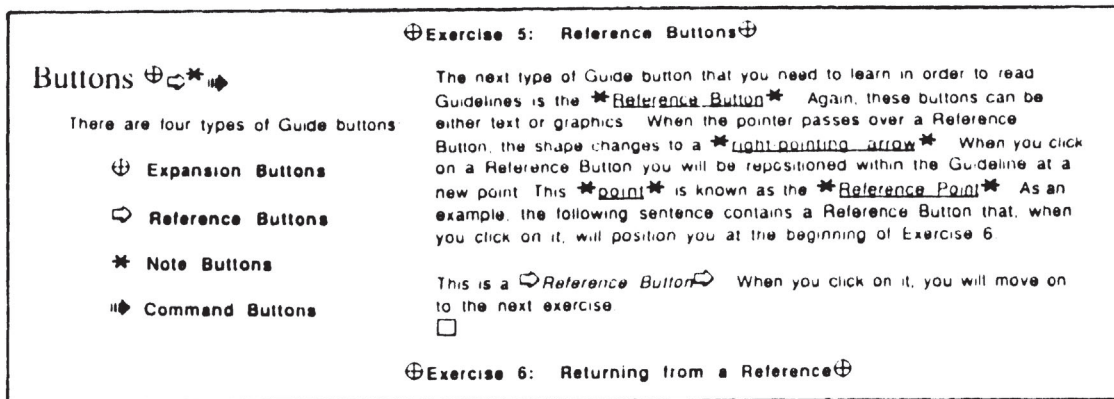 ⊕Exercise 5: Reference Buttons⊕
Buttons ⊕⇨*➠
There are four types of Guide buttons
⊕ Expansion Buttons
⇨ Reference Buttons
* Note Buttons
➠ Command Buttons
The next type of Guide button that you need to learn in order to read
Guidelines is the *Reference Button* Again, these buttons can be
either text or graphics When the pointer passes over a Reference
Button, the shape changes to a *right-pointing arrow* When you click
on a Reference Button you will be repositioned within the Guideline at a
new point This *point* is known as the *Reference Point* As an
example, the following sentence contains a Reference Button that, when
you click on it, will position you at the beginning of Exercise 6
This is a ⇨Reference Button⇨ When you click on it, you will move on
to the next exercise
⊕Exercise 6: Returning from a Reference⊕